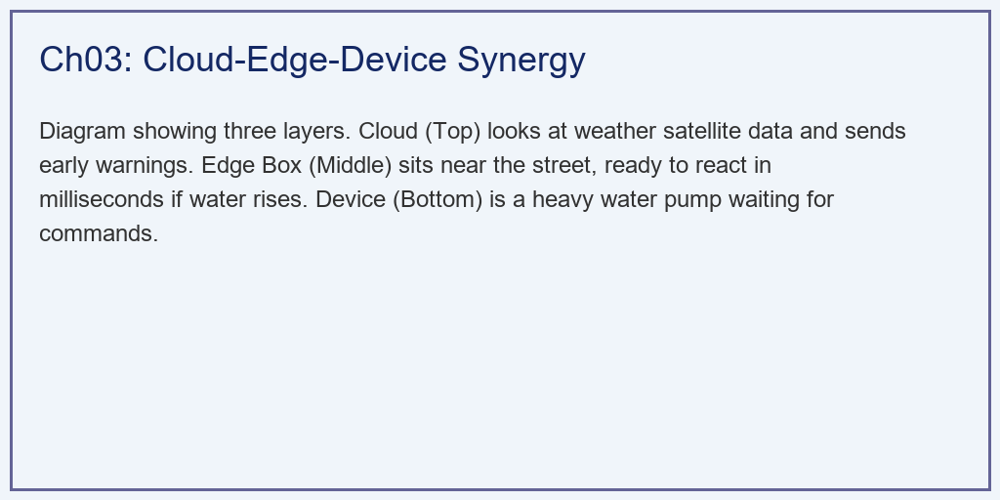 Ch03: Cloud-Edge-Device Synergy
Diagram showing three layers. Cloud (Top) looks at weather satellite data and sends
early warnings. Edge Box (Middle) sits near the street, ready to react in
milliseconds if water rises. Device (Bottom) is a heavy water pump waiting for
commands.